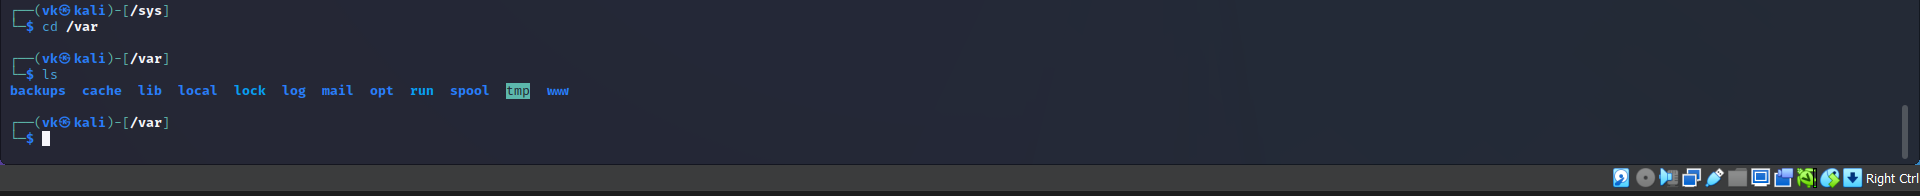 ┌──(vk㉿kali)-[/sys]
└─$ cd /var
┌──(vk㉿kali)-[/var]
└─$ ls
backups cache lib local lock log mail opt run spool tmp www
┌──(vk㉿kali)-[/var]
└─$
Right Ctrl